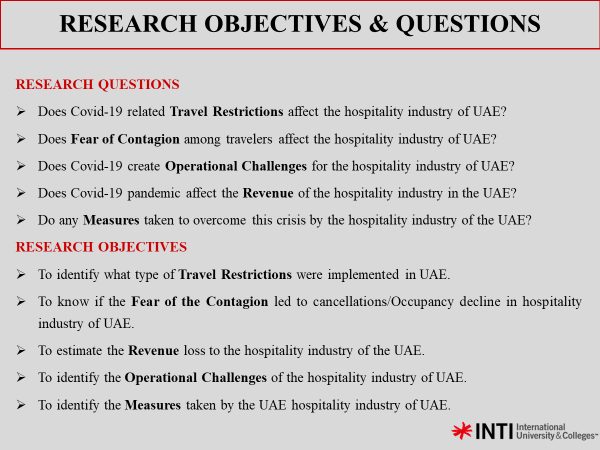 RESEARCH OBJECTIVES & QUESTIONS
RESEARCH QUESTIONS
➢ Does Covid-19 related Travel Restrictions affect the hospitality industry of UAE?
➢ Does Fear of Contagion among travelers affect the hospitality industry of UAE?
➢ Does Covid-19 create Operational Challenges for the hospitality industry of UAE?
➢ Does Covid-19 pandemic affect the Revenue of the hospitality industry in the UAE?
➢ Do any Measures taken to overcome this crisis by the hospitality industry of the UAE?
RESEARCH OBJECTIVES
➢ To identify what type of Travel Restrictions were implemented in UAE.
➢ To know if the Fear of the Contagion led to cancellations/Occupancy decline in hospitality
industry of UAE.
➢ To estimate the Revenue loss to the hospitality industry of the UAE.
➢ To identify the Operational Challenges of the hospitality industry of UAE.
➢ To identify the Measures taken by the UAE hospitality industry of UAE.
INTI International
University & Colleges™